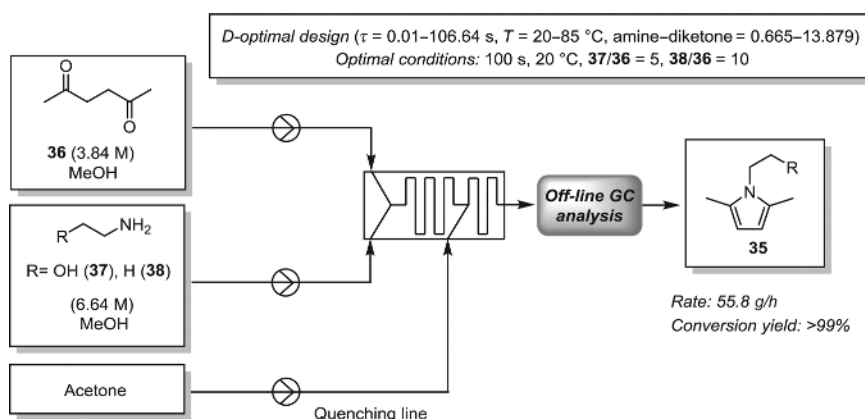 D-optimal design (τ = 0.01–106.64 s, T = 20–85 °C, amine–diketone = 0.665–13.879)
Optimal conditions: 100 s, 20 °C, 37/36 = 5, 38/36 = 10
O
O
36 (3.84 M)
MeOH
R
NH2
R= OH (37), H (38)
(6.64 M)
MeOH
Acetone
Quenching line
Off-line GC
analysis
R
N
35
Rate: 55.8 g/h
Conversion yield: >99%